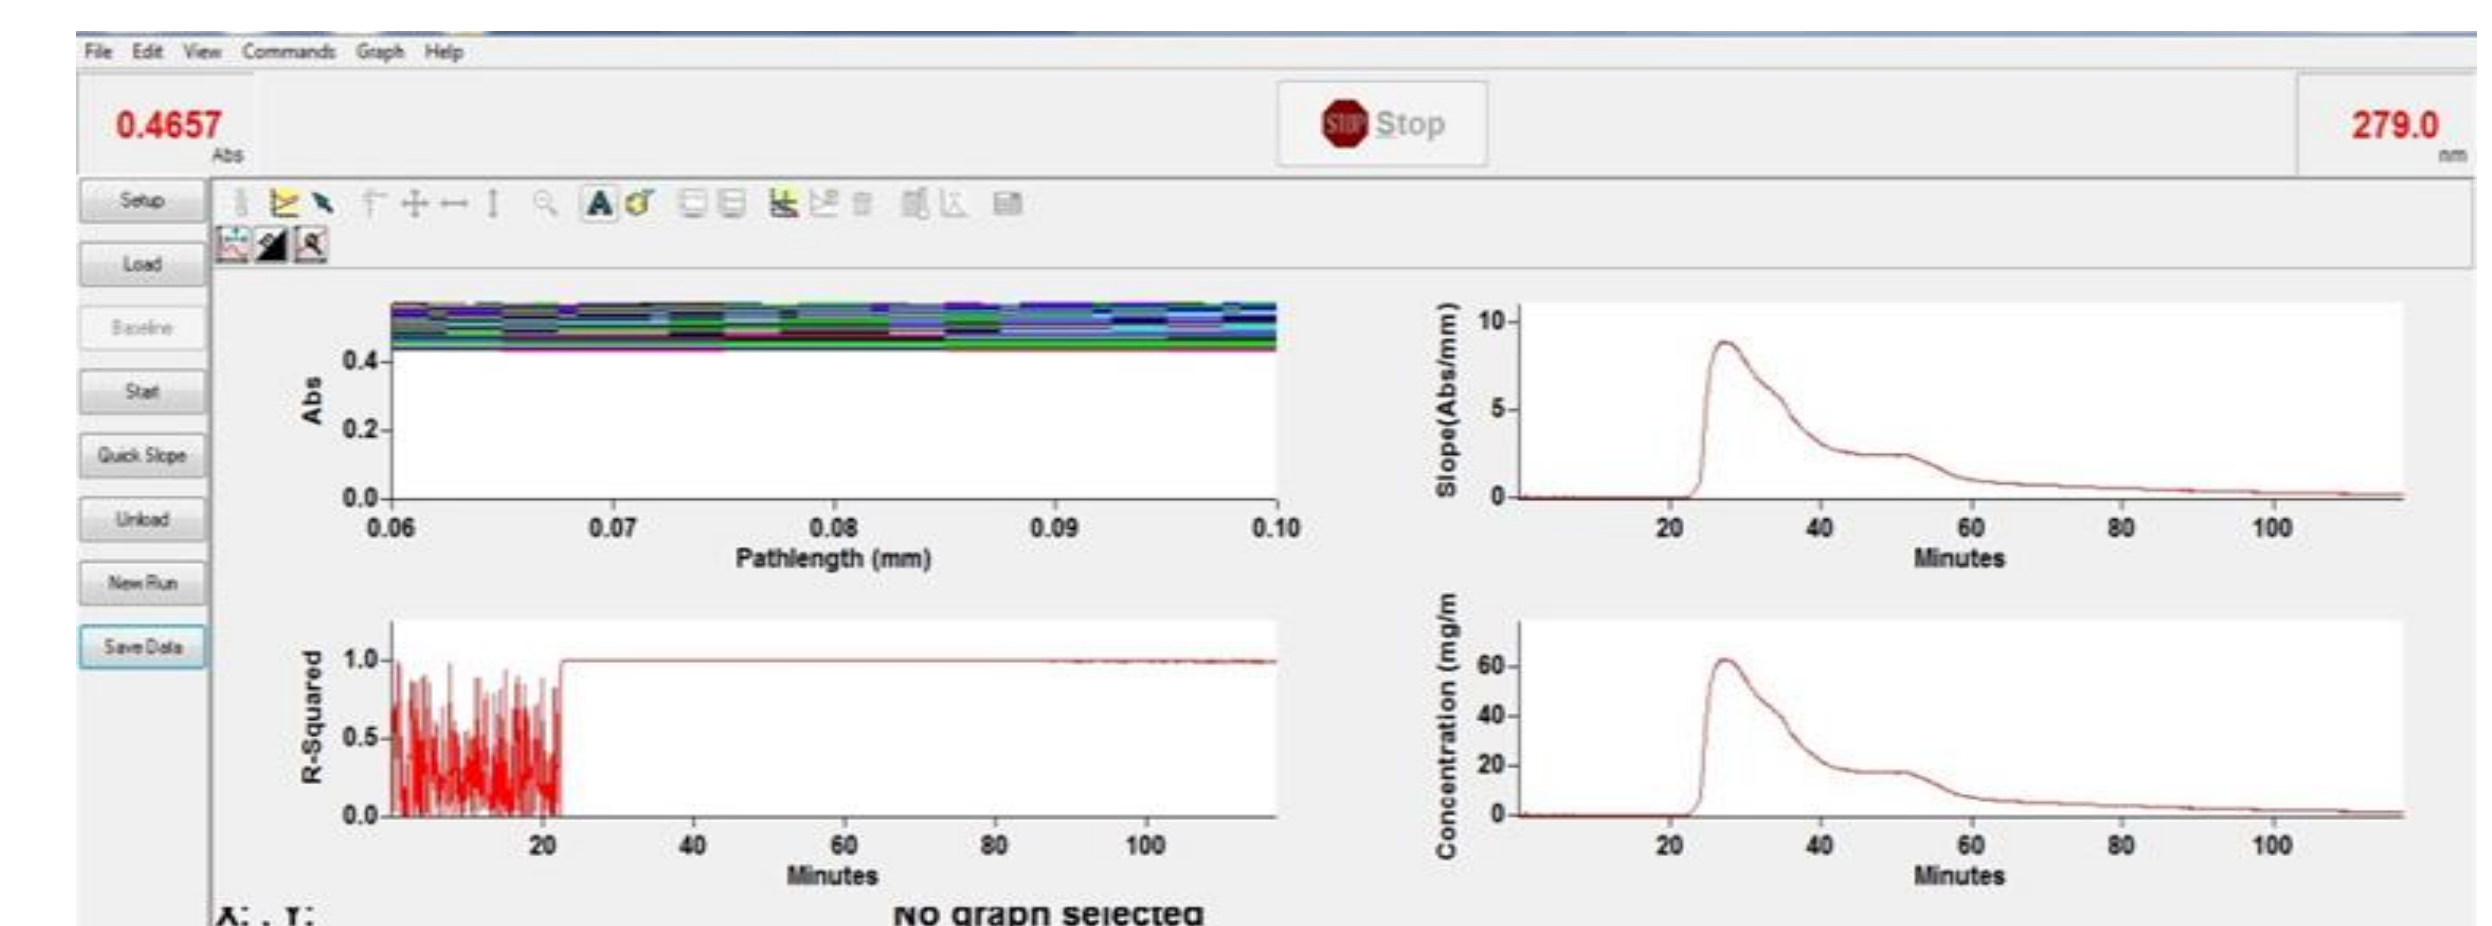 File Edit View Commands Graph Help
0.4657
Abs
STOP Stop
279.0
nm
Setup
Load
Baseline
Start
Quick Slope
Unload
New Run
Save Data
A
Abs
0.4
0.2
0.0
0.06 0.07 0.08 0.09 0.10
Pathlength (mm)
Slope(Abs/mm)
10
5
0
20 40 60 80 100
Minutes
R-Squared
1.0
0.5
0.0
20 40 60 80 100
Minutes
Concentration (mg/m
60
40
20
0
20 40 60 80 100
Minutes
X: . Y:
No graph selected